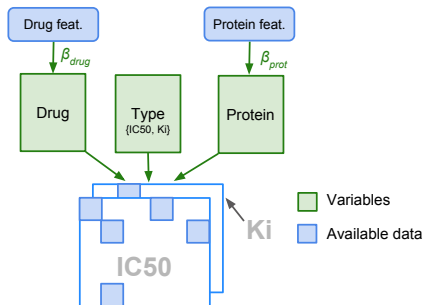 Drug feat.
Protein feat.
β_drug
β_prot
Drug
Type
{IC50, Ki}
Protein
Variables
Ki
Available data
IC50